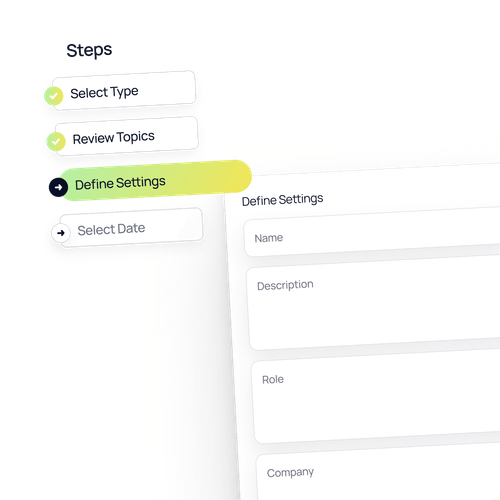 Steps
Select Type
Review Topics
Define Settings
Select Date
Define Settings
Name
Description
Role
Company